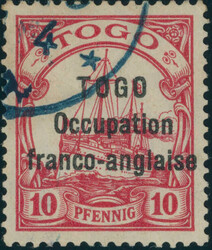 TOGO
TOGO
Occupation
franco-anglaise
10 PFENNIG 10